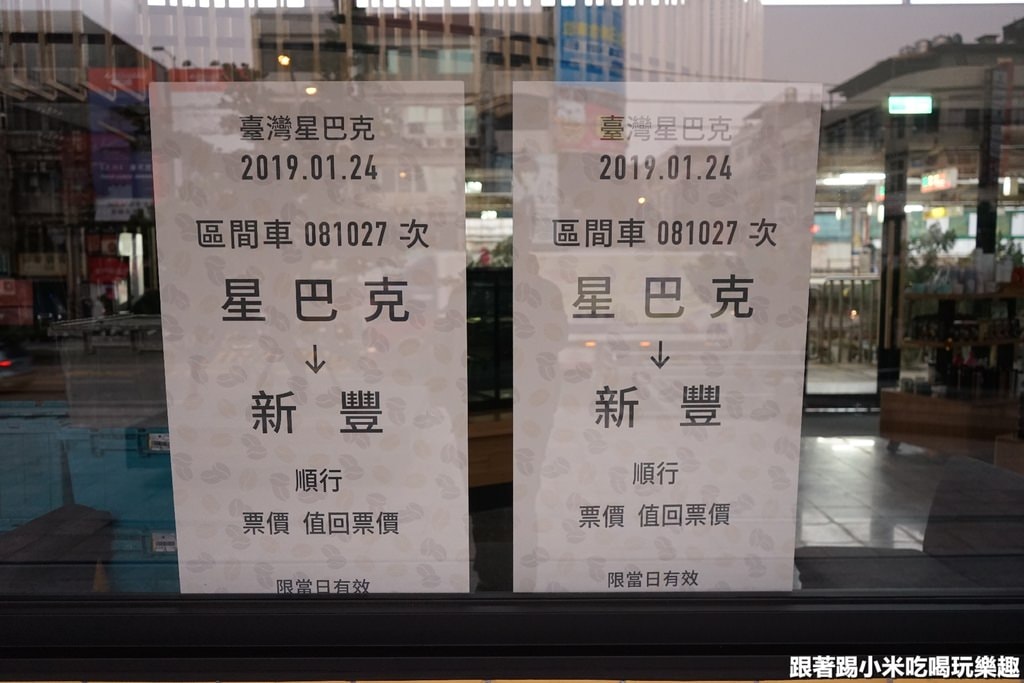 臺灣星巴克
2019.01.24
區間車 081027 次
星巴克
↓
新豐
順行
票價 值回票價
限當日有效
臺灣星巴克
2019.01.24
區間車 081027 次
星巴克
↓
新豐
順行
票價 值回票價
限當日有效
跟著踢小米吃喝玩樂趣